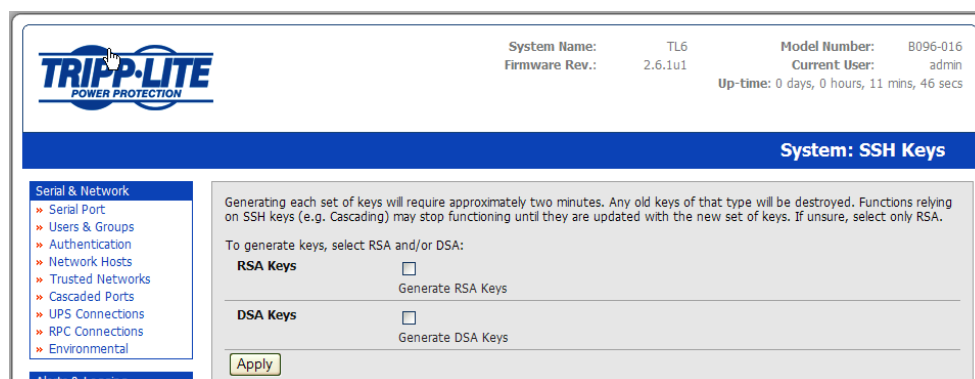 TRIPP·LITE
POWER PROTECTION
System Name: TL6 Model Number: B096-016
Firmware Rev.: 2.6.1u1 Current User: admin
Up-time: 0 days, 0 hours, 11 mins, 46 secs
System: SSH Keys
Serial & Network
» Serial Port
» Users & Groups
» Authentication
» Network Hosts
» Trusted Networks
» Cascaded Ports
» UPS Connections
» RPC Connections
» Environmental
Generating each set of keys will require approximately two minutes. Any old keys of that type will be destroyed. Functions relying
on SSH keys (e.g. Cascading) may stop functioning until they are updated with the new set of keys. If unsure, select only RSA.
To generate keys, select RSA and/or DSA:
RSA Keys
Generate RSA Keys
DSA Keys
Generate DSA Keys
Apply